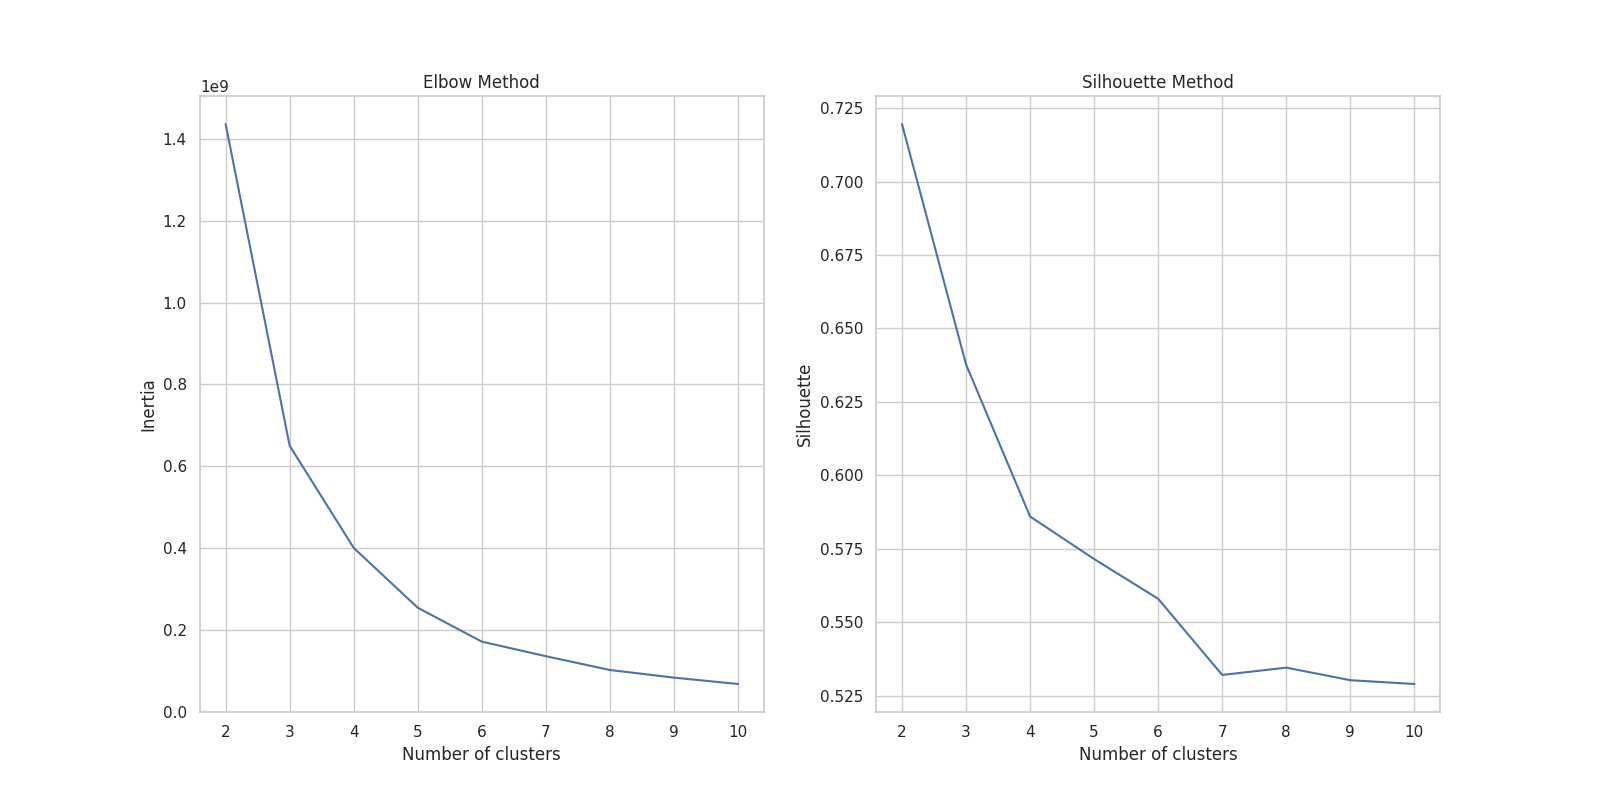 Elbow Method
1e9
1.4
1.2
1.0
0.8
0.6
0.4
0.2
0.0
Inertia
2 3 4 5 6 7 8 9 10
Number of clusters
Silhouette Method
0.725
0.700
0.675
0.650
0.625
0.600
0.575
0.550
0.525
Silhouette
2 3 4 5 6 7 8 9 10
Number of clusters